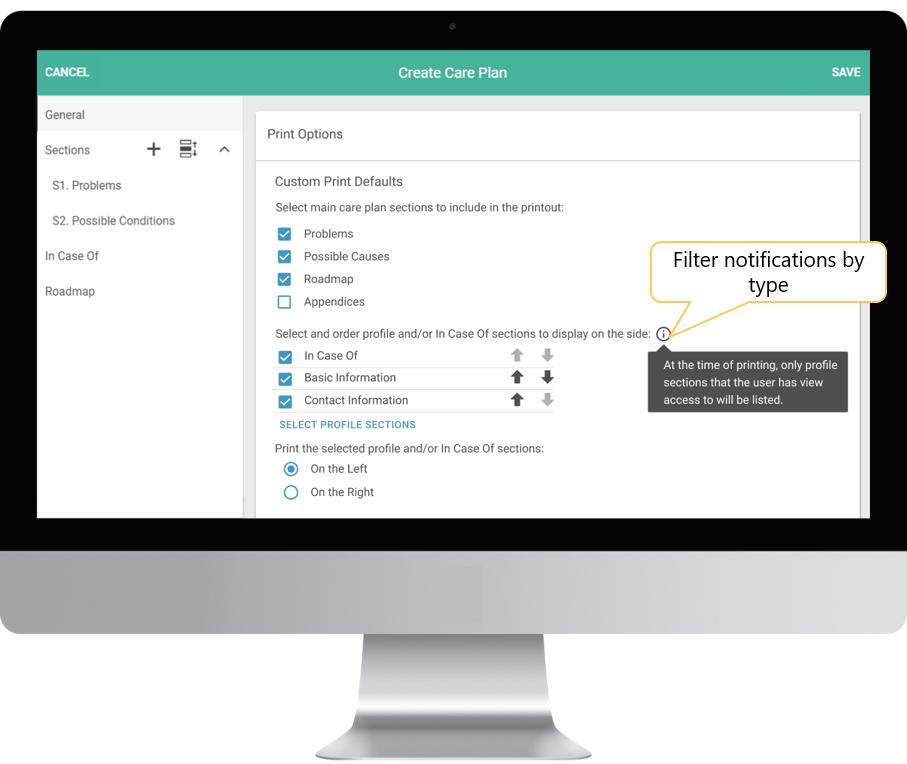 CANCEL
Create Care Plan
SAVE
General
Sections
S1. Problems
S2. Possible Conditions
In Case Of
Roadmap
Print Options
Custom Print Defaults
Select main care plan sections to include in the printout:
Problems
Possible Causes
Roadmap
Appendices
Filter notifications by
type
Select and order profile and/or In Case Of sections to display on the side:
At the time of printing, only profile
sections that the user has view
access to will be listed.
In Case Of
Basic Information
Contact Information
SELECT PROFILE SECTIONS
Print the selected profile and/or In Case Of sections:
On the Left
On the Right